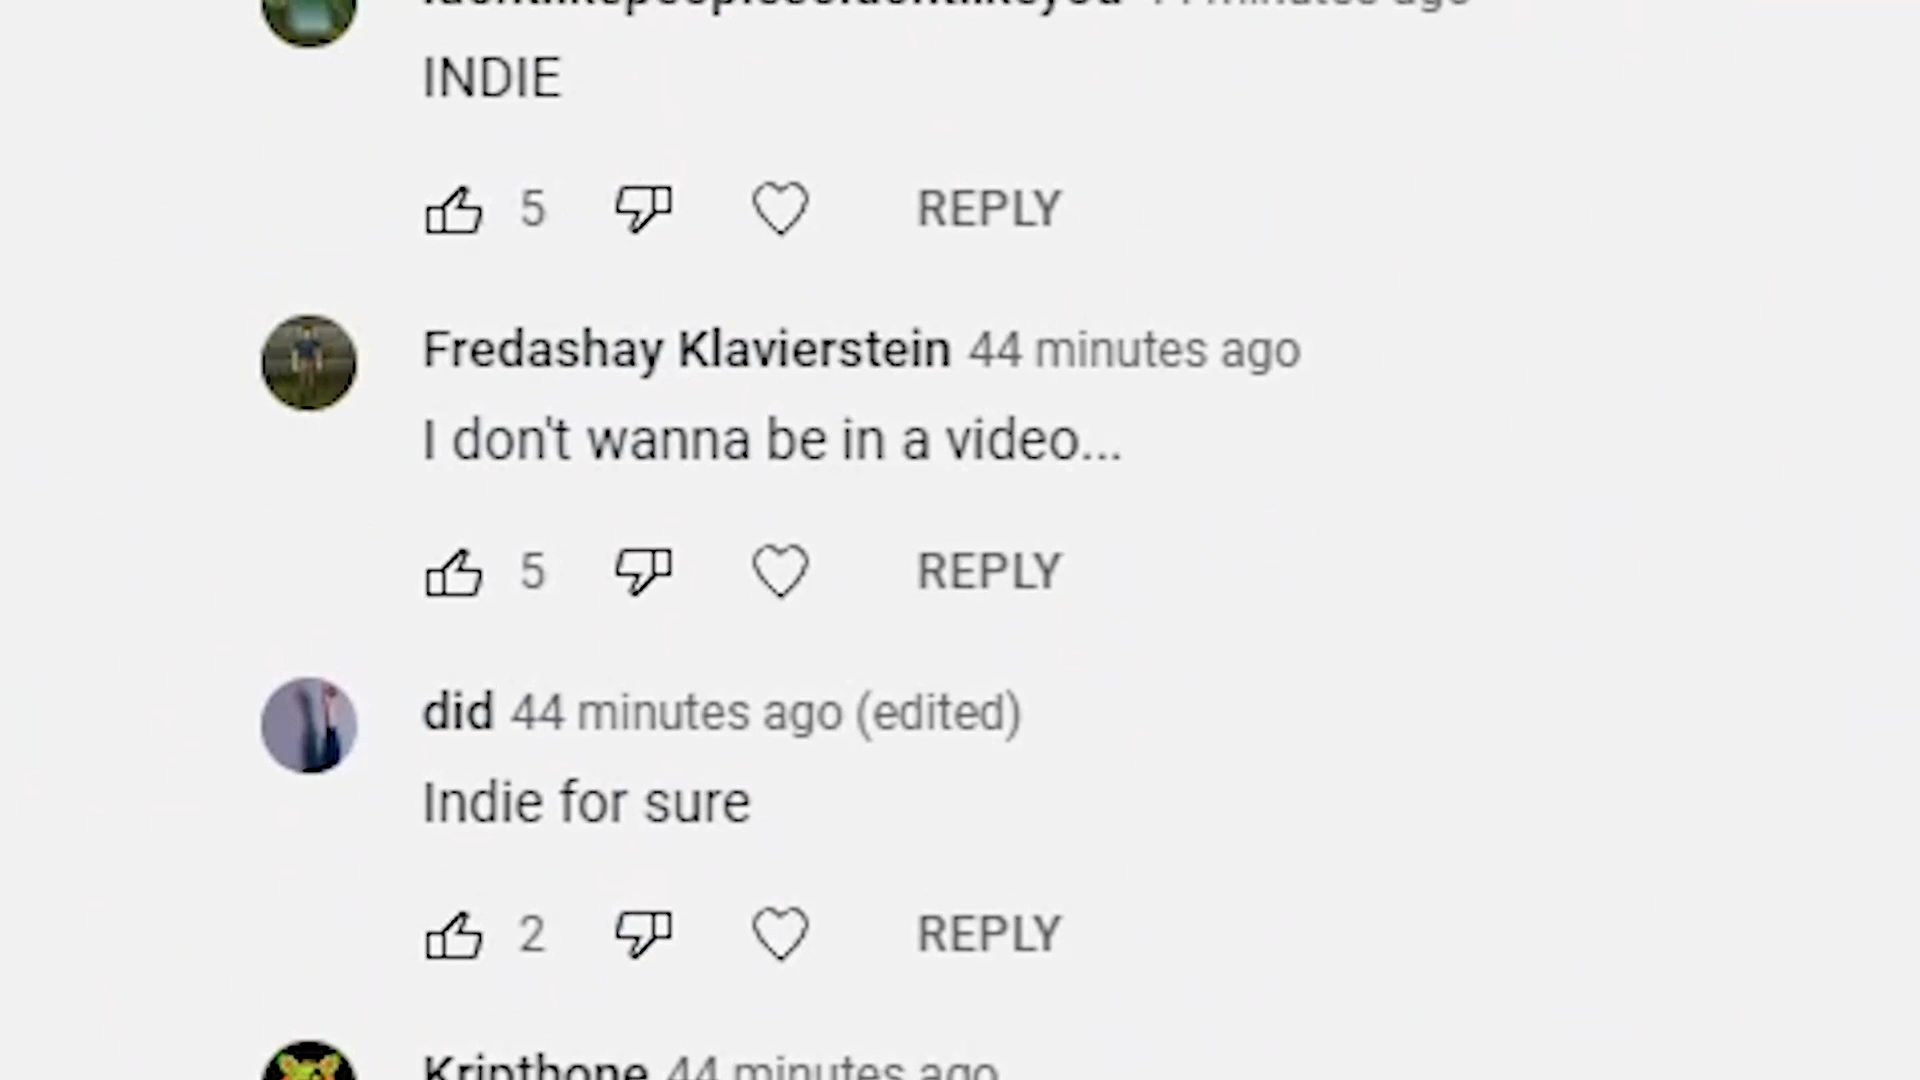 INDIE
5 REPLY
Fredashay Klavierstein 44 minutes ago
I don't wanna be in a video...
5 REPLY
did 44 minutes ago (edited)
Indie for sure
2 REPLY
Kripthone 44 minutes ago